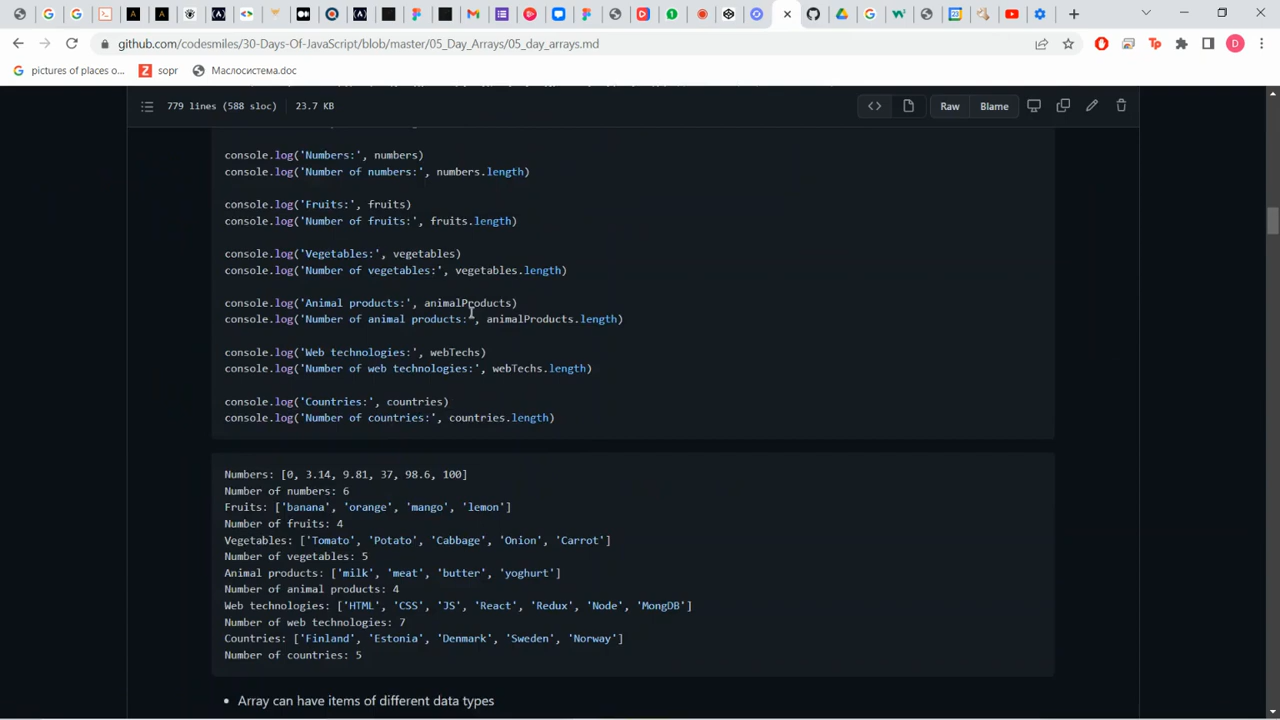 github.com/codesmiles/30-Days-Of-JavaScript/blob/master/05_Day_Arrays/05_day_arrays.md
pictures of places o... sopr Маслосистема.doc
779 lines (588 sloc) 23.7 KB Raw Blame
console.log('Numbers:', numbers)
console.log('Number of numbers:', numbers.length)
console.log('Fruits:', fruits)
console.log('Number of fruits:', fruits.length)
console.log('Vegetables:', vegetables)
console.log('Number of vegetables:', vegetables.length)
console.log('Animal products:', animalProducts)
console.log('Number of animal products:', animalProducts.length)
console.log('Web technologies:', webTechs)
console.log('Number of web technologies:', webTechs.length)
console.log('Countries:', countries)
console.log('Number of countries:', countries.length)
Numbers: [0, 3.14, 9.81, 37, 98.6, 100]
Number of numbers: 6
Fruits: ['banana', 'orange', 'mango', 'lemon']
Number of fruits: 4
Vegetables: ['Tomato', 'Potato', 'Cabbage', 'Onion', 'Carrot']
Number of vegetables: 5
Animal products: ['milk', 'meat', 'butter', 'yoghurt']
Number of animal products: 4
Web technologies: ['HTML', 'CSS', 'JS', 'React', 'Redux', 'Node', 'MongDB']
Number of web technologies: 7
Countries: ['Finland', 'Estonia', 'Denmark', 'Sweden', 'Norway']
Number of countries: 5
• Array can have items of different data types